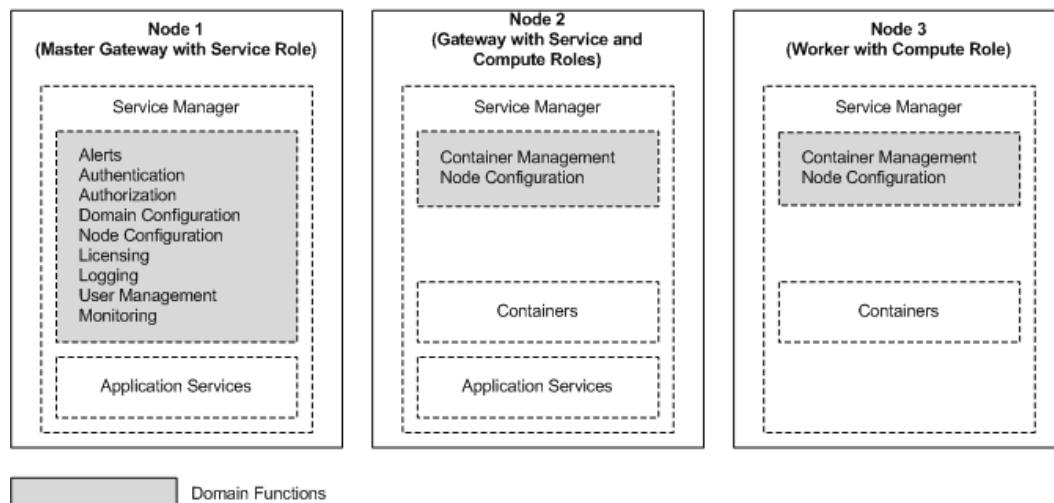 Node 1
(Master Gateway with Service Role)
Service Manager
Alerts
Authentication
Authorization
Domain Configuration
Node Configuration
Licensing
Logging
User Management
Monitoring
Application Services
Node 2
(Gateway with Service and
Compute Roles)
Service Manager
Container Management
Node Configuration
Containers
Application Services
Node 3
(Worker with Compute Role)
Service Manager
Container Management
Node Configuration
Containers
Domain Functions